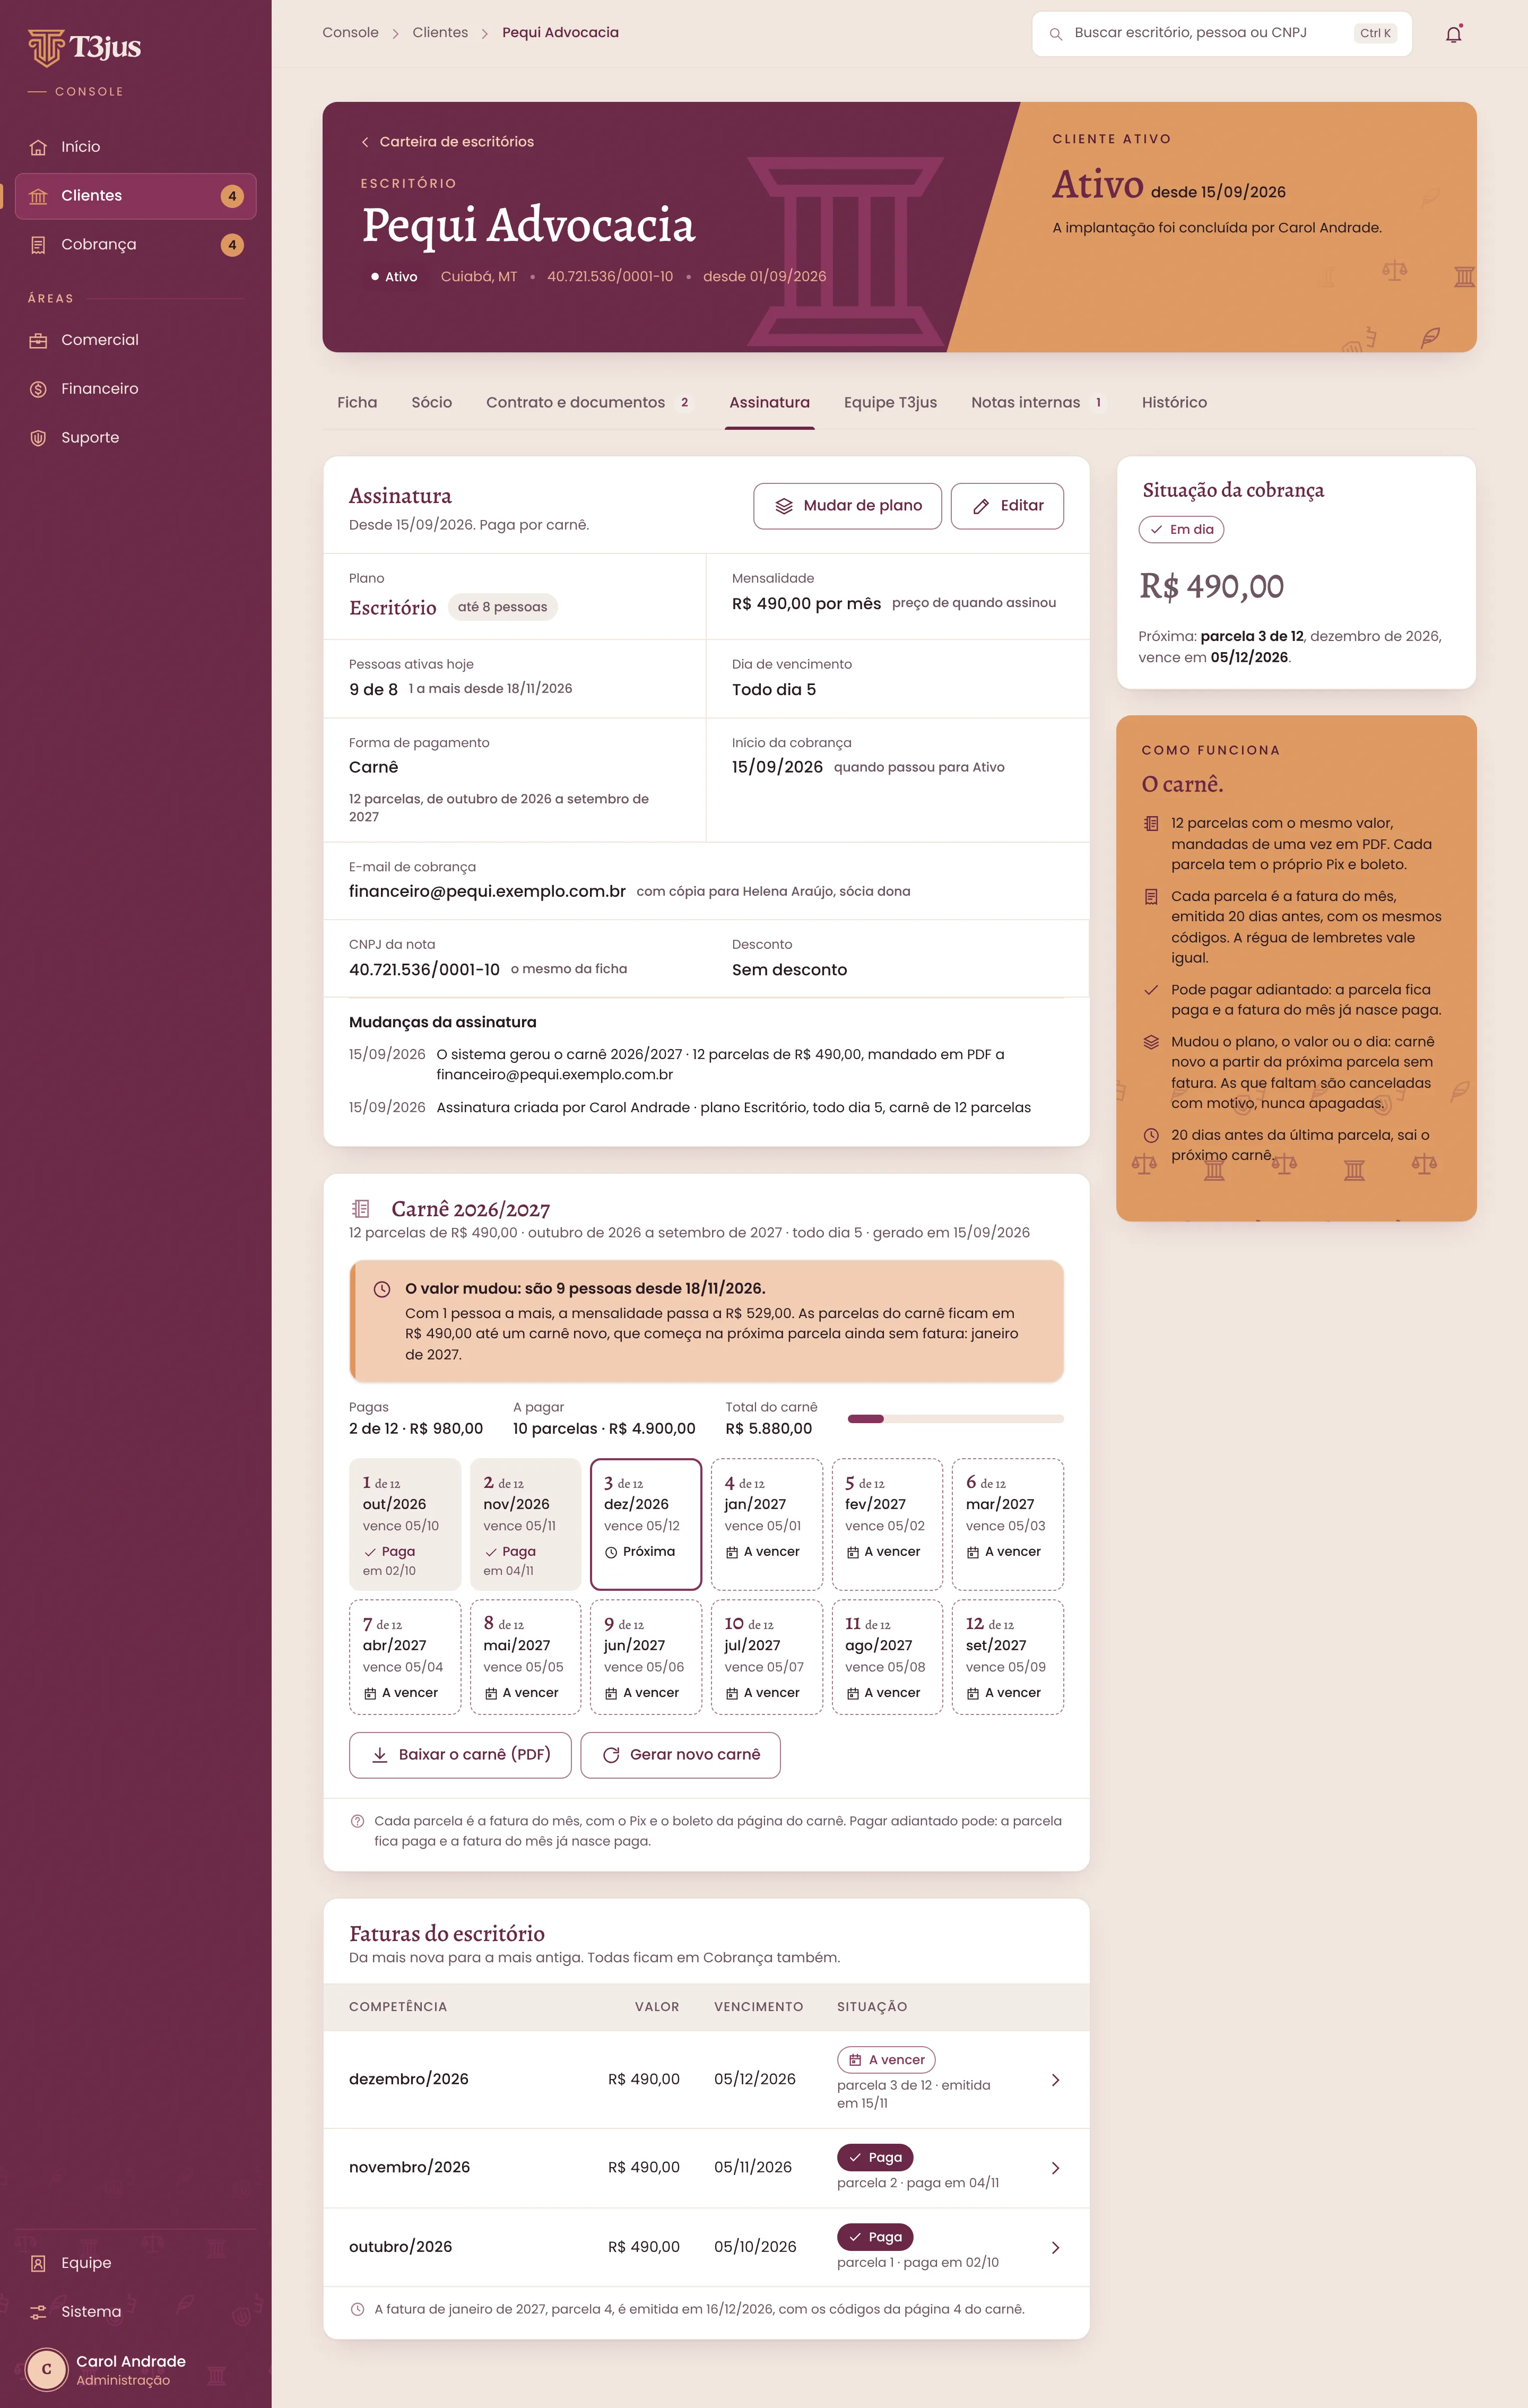 T3jus
CONSOLE
Início
Clientes 4
Cobrança 4
ÁREAS
Comercial
Financeiro
Suporte
Equipe
Sistema
C
Carol Andrade
Administração
Console > Clientes > Pequi Advocacia
Buscar escritório, pessoa ou CNPJ Ctrl K
Carteira de escritórios
ESCRITÓRIO
Pequi Advocacia
Ativo Cuiabá, MT • 40.721.536/0001-10 • desde 01/09/2026
CLIENTE ATIVO
Ativo desde 15/09/2026
A implantação foi concluída por Carol Andrade.
Ficha Sócio Contrato e documentos 2 Assinatura Equipe T3jus Notas internas 1 Histórico
Assinatura
Desde 15/09/2026. Paga por carnê.
Mudar de plano Editar
Plano
Escritório até 8 pessoas
Mensalidade
R$ 490,00 por mês preço de quando assinou
Pessoas ativas hoje
9 de 8 1 a mais desde 18/11/2026
Dia de vencimento
Todo dia 5
Forma de pagamento
Carnê
12 parcelas, de outubro de 2026 a setembro de
2027
Início da cobrança
15/09/2026 quando passou para Ativo
E-mail de cobrança
financeiro@pequi.exemplo.com.br com cópia para Helena Araújo, sócia dona
CNPJ da nota
40.721.536/0001-10 o mesmo da ficha
Desconto
Sem desconto
Mudanças da assinatura
15/09/2026 O sistema gerou o carnê 2026/2027 · 12 parcelas de R$ 490,00, mandado em PDF a
financeiro@pequi.exemplo.com.br
15/09/2026 Assinatura criada por Carol Andrade · plano Escritório, todo dia 5, carnê de 12 parcelas
Situação da cobrança
Em dia
R$ 490,00
Próxima: parcela 3 de 12, dezembro de 2026,
vence em 05/12/2026.
COMO FUNCIONA
O carnê.
12 parcelas com o mesmo valor,
mandadas de uma vez em PDF. Cada
parcela tem o próprio Pix e boleto.
Cada parcela é a fatura do mês,
emitida 20 dias antes, com os mesmos
códigos. A régua de lembretes vale
igual.
Pode pagar adiantado: a parcela fica
paga e a fatura do mês já nasce paga.
Mudou o plano, o valor ou o dia: carnê
novo a partir da próxima parcela sem
fatura. As que faltam são canceladas
com motivo, nunca apagadas.
20 dias antes da última parcela, sai o
próximo carnê.
Carnê 2026/2027
12 parcelas de R$ 490,00 · outubro de 2026 a setembro de 2027 · todo dia 5 · gerado em 15/09/2026
O valor mudou: são 9 pessoas desde 18/11/2026.
Com 1 pessoa a mais, a mensalidade passa a R$ 529,00. As parcelas do carnê ficam em
R$ 490,00 até um carnê novo, que começa na próxima parcela ainda sem fatura: janeiro
de 2027.
Pagas
2 de 12 · R$ 980,00
A pagar
10 parcelas · R$ 4.900,00
Total do carnê
R$ 5.880,00
1 de 12
out/2026
vence 05/10
Paga
em 02/10
2 de 12
nov/2026
vence 05/11
Paga
em 04/11
3 de 12
dez/2026
vence 05/12
Próxima
4 de 12
jan/2027
vence 05/01
A vencer
5 de 12
fev/2027
vence 05/02
A vencer
6 de 12
mar/2027
vence 05/03
A vencer
7 de 12
abr/2027
vence 05/04
A vencer
8 de 12
mai/2027
vence 05/05
A vencer
9 de 12
jun/2027
vence 05/06
A vencer
10 de 12
jul/2027
vence 05/07
A vencer
11 de 12
ago/2027
vence 05/08
A vencer
12 de 12
set/2027
vence 05/09
A vencer
Baixar o carnê (PDF) Gerar novo carnê
Cada parcela é a fatura do mês, com o Pix e o boleto da página do carnê. Pagar adiantado pode: a parcela
fica paga e a fatura do mês já nasce paga.
Faturas do escritório
Da mais nova para a mais antiga. Todas ficam em Cobrança também.
COMPETÊNCIA VALOR VENCIMENTO SITUAÇÃO
dezembro/2026 R$ 490,00 05/12/2026 A vencer
parcela 3 de 12 · emitida
em 15/11
novembro/2026 R$ 490,00 05/11/2026 Paga
parcela 2 · paga em 04/11
outubro/2026 R$ 490,00 05/10/2026 Paga
parcela 1 · paga em 02/10
A fatura de janeiro de 2027, parcela 4, é emitida em 16/12/2026, com os códigos da página 4 do carnê.